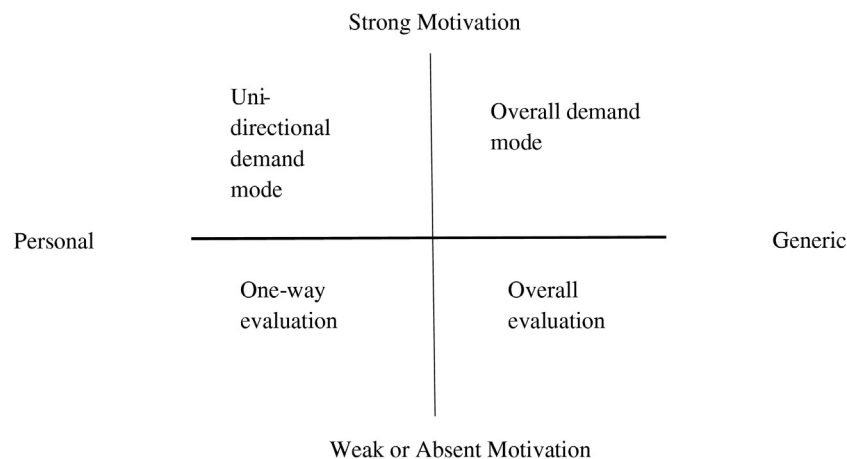 Strong Motivation
Uni-
directional
demand
mode
Overall demand
mode
Personal
Generic
One-way
evaluation
Overall
evaluation
Weak or Absent Motivation